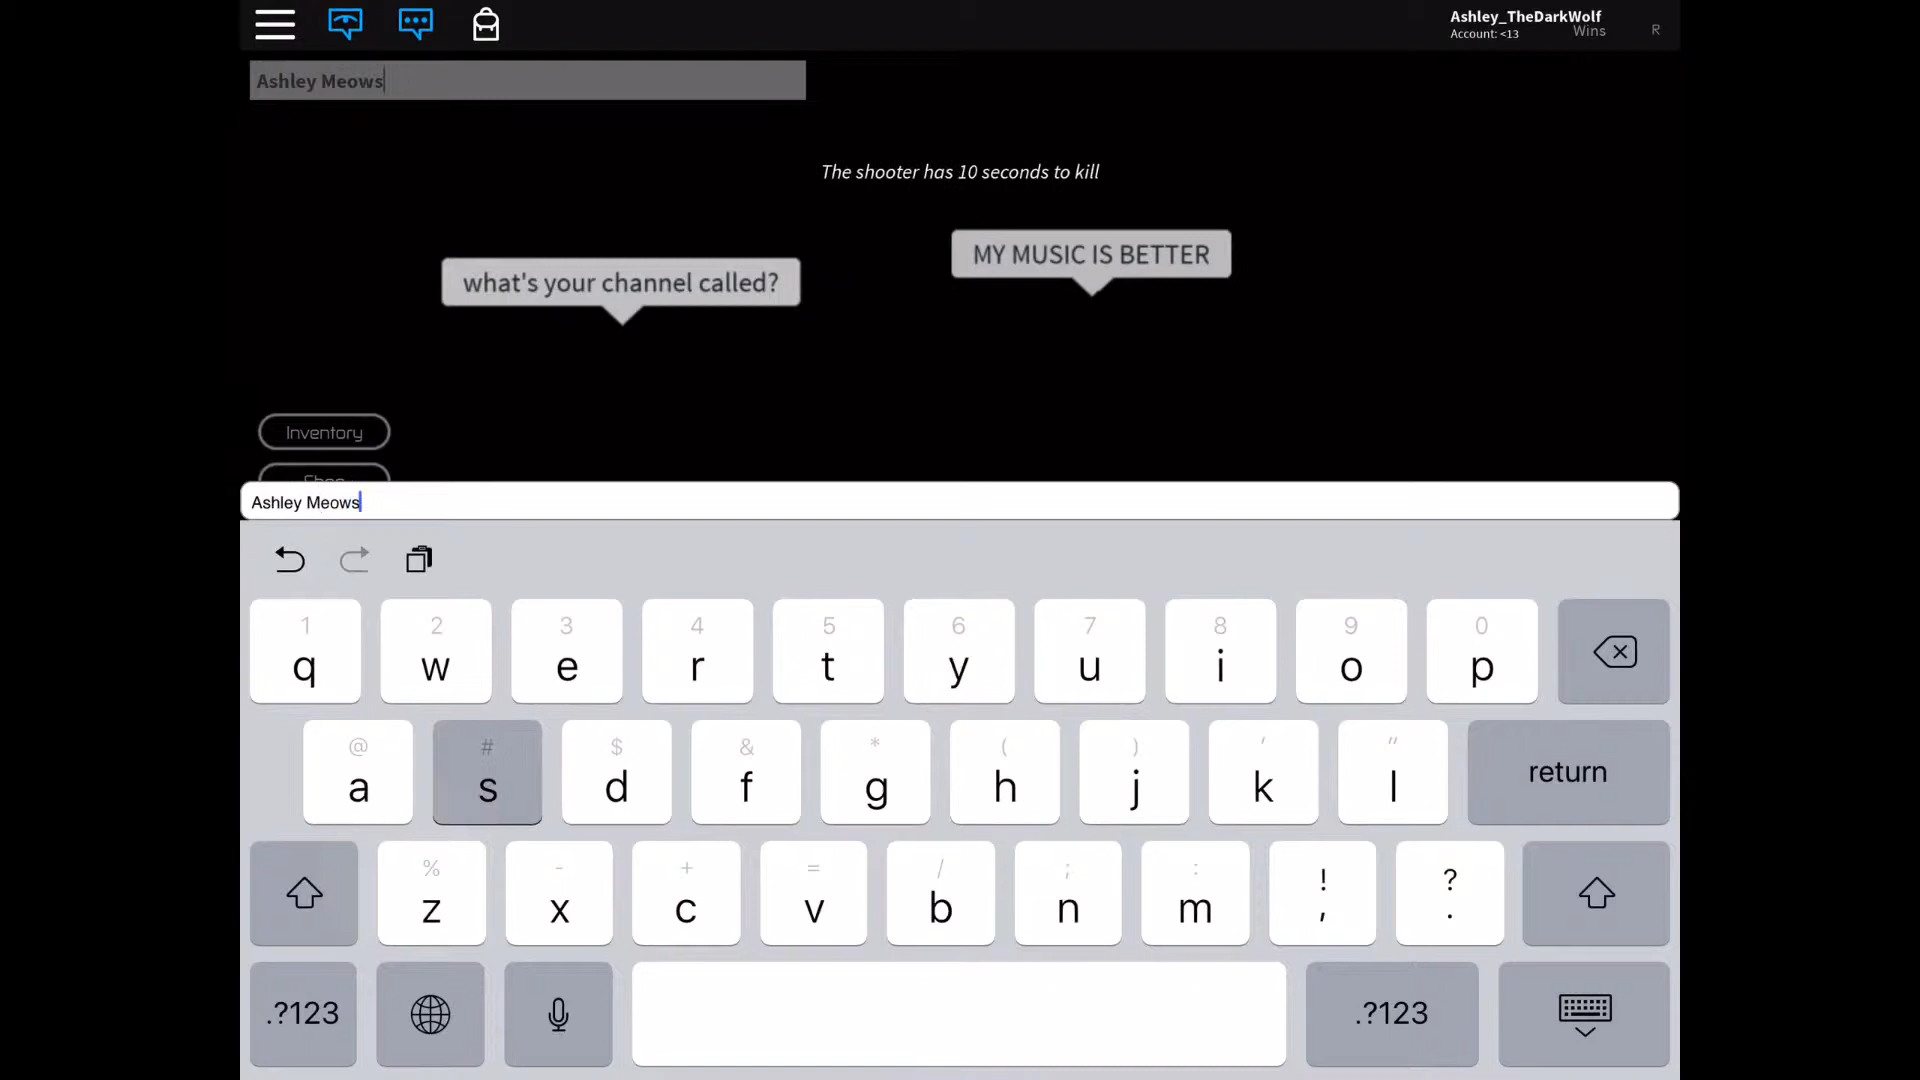 Ashley_TheDarkWolf
Account: <13
Wins
R
Ashley Meows
The shooter has 10 seconds to kill
MY MUSIC IS BETTER
what's your channel called?
Inventory
Shop
Ashley Meows
1 2 3 4 5 6 7 8 9 0
q w e r t y u i o p
@ # $ & * ( ) ' "
a s d f g h j k l return
% - + = / ; : ! ?
z x c v b n m , .
.?123 .?123